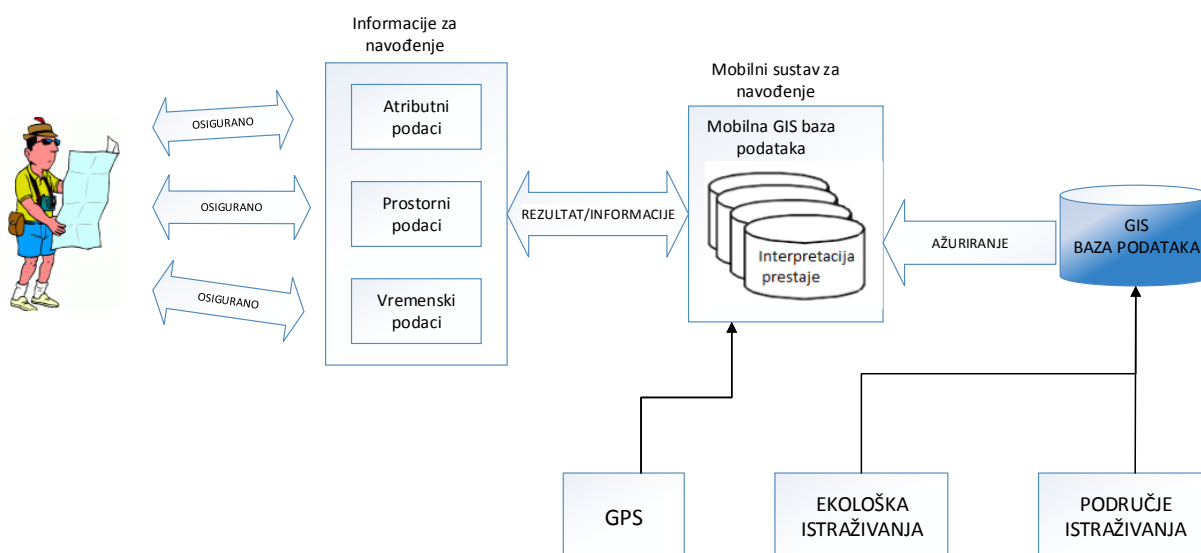 Informacije za
navođenje
Atributni
podaci
Prostorni
podaci
Vremenski
podaci
OSIGURANO
OSIGURANO
OSIGURANO
REZULTAT/INFORMACIJE
Mobilni sustav za
navođenje
Mobilna GIS baza
podataka
Interpretacija
prestaje
AŽURIRANJE
GIS
BAZA PODATAKA
GPS
EKOLOŠKA
ISTRAŽIVANJA
PODRUČJE
ISTRAŽIVANJA